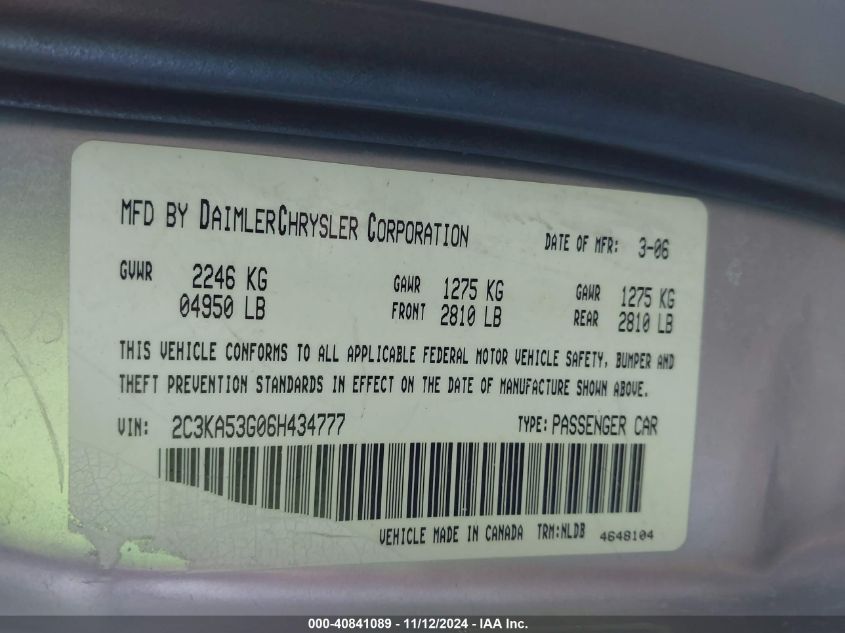 MFD BY DAIMLERCHRYSLER CORPORATION DATE OF MFR: 3-06
GVWR 2246 KG GAWR 1275 KG GAWR 1275 KG
04950 LB FRONT 2810 LB REAR 2810 LB
THIS VEHICLE CONFORMS TO ALL APPLICABLE FEDERAL MOTOR VEHICLE SAFETY, BUMPER AND
THEFT PREVENTION STANDARDS IN EFFECT ON THE DATE OF MANUFACTURE SHOWN ABOVE.
VIN: 2C3KA53G06H434777 TYPE: PASSENGER CAR
VEHICLE MADE IN CANADA TRM:NLDB 4648104
000-40841089 - 11/12/2024 - IAA Inc.